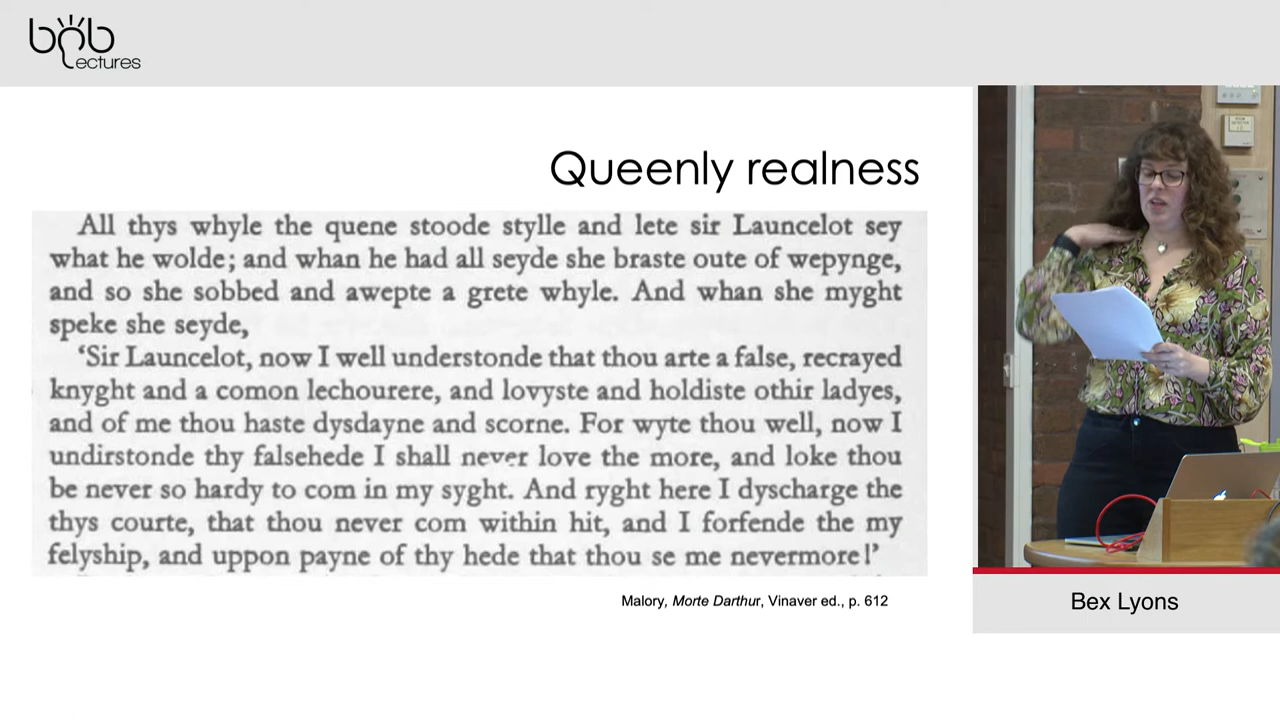 bob
Lectures
Queenly realness
All thys whyle the quene stoode stylle and lete sir Launcelot sey
what he wolde; and whan he had all seyde she braste oute of wepynge,
and so she sobbed and awepte a grete whyle. And whan she myght
speke she seyde,
‘Sir Launcelot, now I well understonde that thou arte a false, recrayed
knyght and a comon lechourere, and lovyste and holdiste othir ladyes,
and of me thou haste dysdayne and scorne. For wyte thou well, now I
undirstonde thy falsehede I shall never love the more, and loke thou
be never so hardy to com in my syght. And ryght here I dyscharge the
thys courte, that thou never com within hit, and I forfende the my
felyship, and uppon payne of thy hede that thou se me nevermore!’
Malory, Morte Darthur, Vinaver ed., p. 612
Bex Lyons